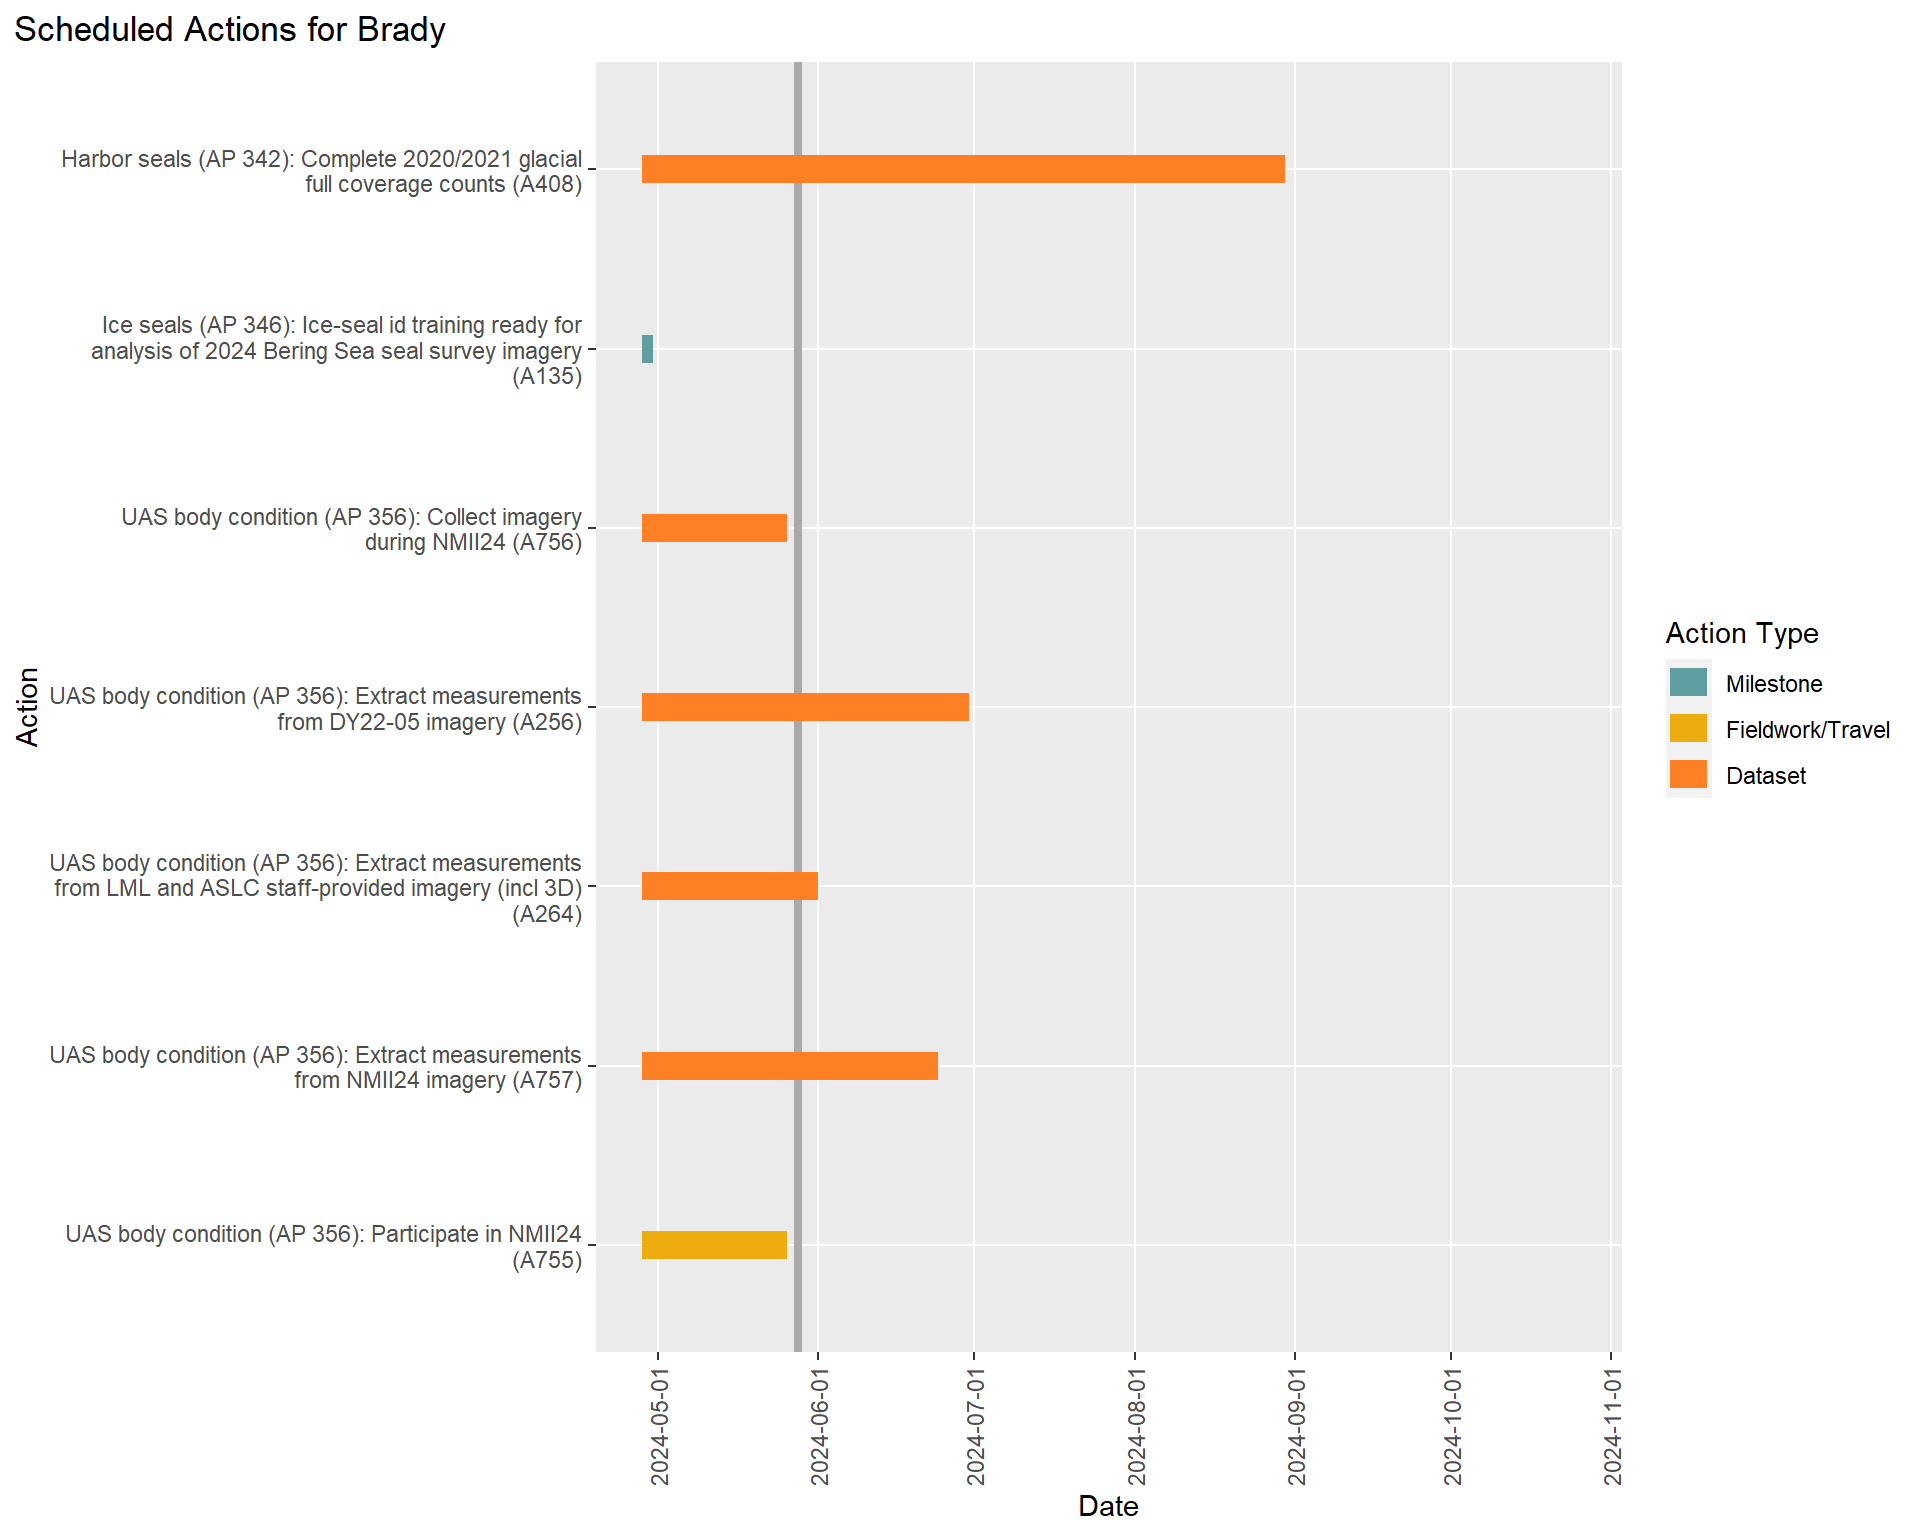 Scheduled Actions for Brady
Harbor seals (AP 342): Complete 2020/2021 glacial
full coverage counts (A408)
Ice seals (AP 346): Ice-seal id training ready for
analysis of 2024 Bering Sea seal survey imagery
(A135)
UAS body condition (AP 356): Collect imagery
during NMII24 (A756)
UAS body condition (AP 356): Extract measurements
from DY22-05 imagery (A256)
UAS body condition (AP 356): Extract measurements
from LML and ASLC staff-provided imagery (incl 3D)
(A264)
UAS body condition (AP 356): Extract measurements
from NMII24 imagery (A757)
UAS body condition (AP 356): Participate in NMII24
(A755)
Action
2024-05-01
2024-06-01
2024-07-01
2024-08-01
2024-09-01
2024-10-01
2024-11-01
Date
Action Type
Milestone
Fieldwork/Travel
Dataset